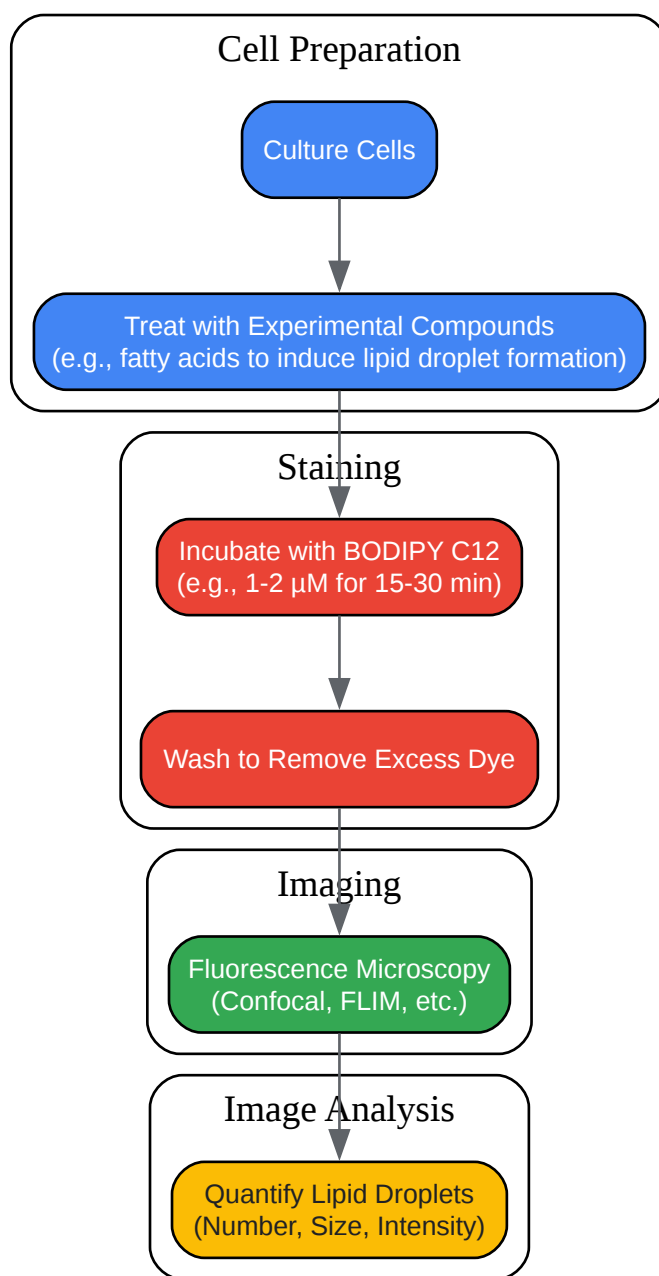 Cell Preparation
Culture Cells
Treat with Experimental Compounds
(e.g., fatty acids to induce lipid droplet formation)
Staining
Incubate with BODIPY C12
(e.g., 1-2 µM for 15-30 min)
Wash to Remove Excess Dye
Imaging
Fluorescence Microscopy
(Confocal, FLIM, etc.)
Image Analysis
Quantify Lipid Droplets
(Number, Size, Intensity)